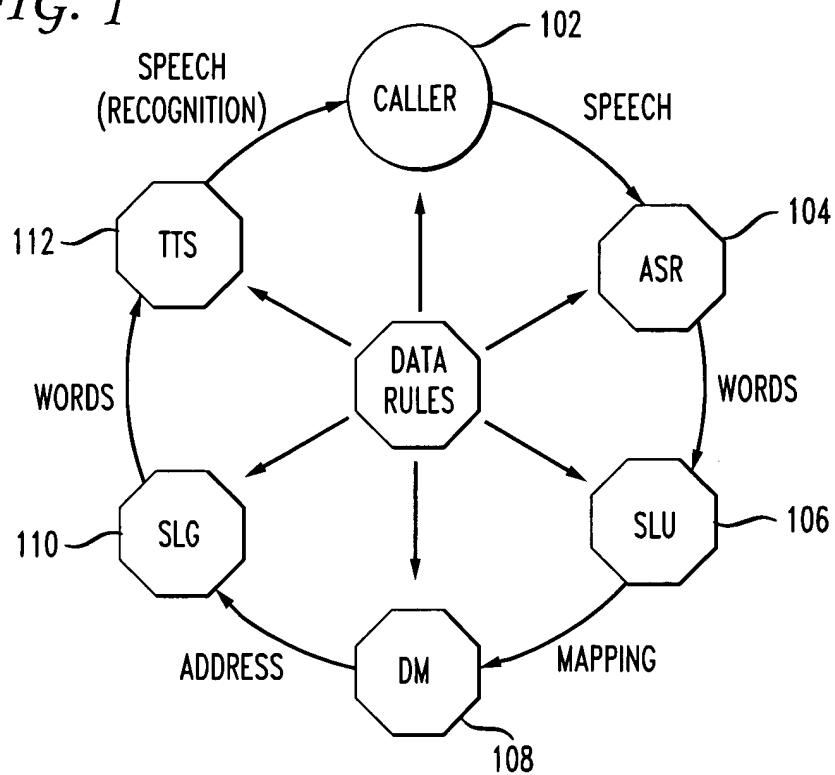 FIG. 1
102
SPEECH
(RECOGNITION)
CALLER
SPEECH
104
112
TTS
ASR
DATA
RULES
WORDS
WORDS
110
SLG
SLU
106
ADDRESS
DM
MAPPING
108